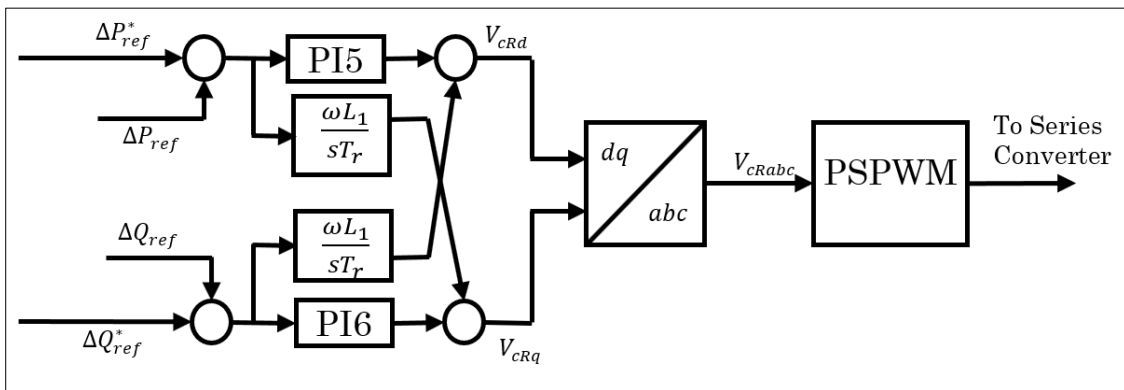 ΔP*ref
PI5
VcRd
ΔPref
ωL1
sTr
dq
abc
VcRabc
PSPWM
To Series
Converter
ΔQref
ωL1
sTr
ΔQ*ref
PI6
VcRq